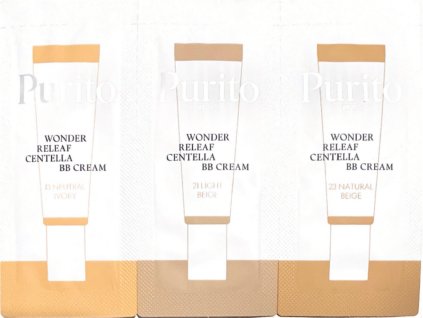 Purito
WONDER
RELEAF
CENTELLA
BB CREAM
13 NEUTRAL
IVORY
Purito
WONDER
RELEAF
CENTELLA
BB CREAM
21 LIGHT
BEIGE
Purito
WONDER
RELEAF
CENTELLA
BB CREAM
23 NATURAL
BEIGE